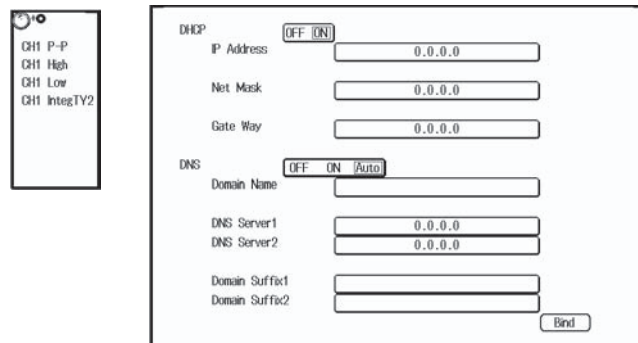 CH1 P-P
CH1 High
CH1 Low
CH1 IntegTY2
DHCP OFF ON
IP Address 0.0.0.0
Net Mask 0.0.0.0
Gate Way 0.0.0.0
DNS OFF ON Auto
Domain Name
DNS Server1 0.0.0.0
DNS Server2 0.0.0.0
Domain Suffix1
Domain Suffix2
Bind